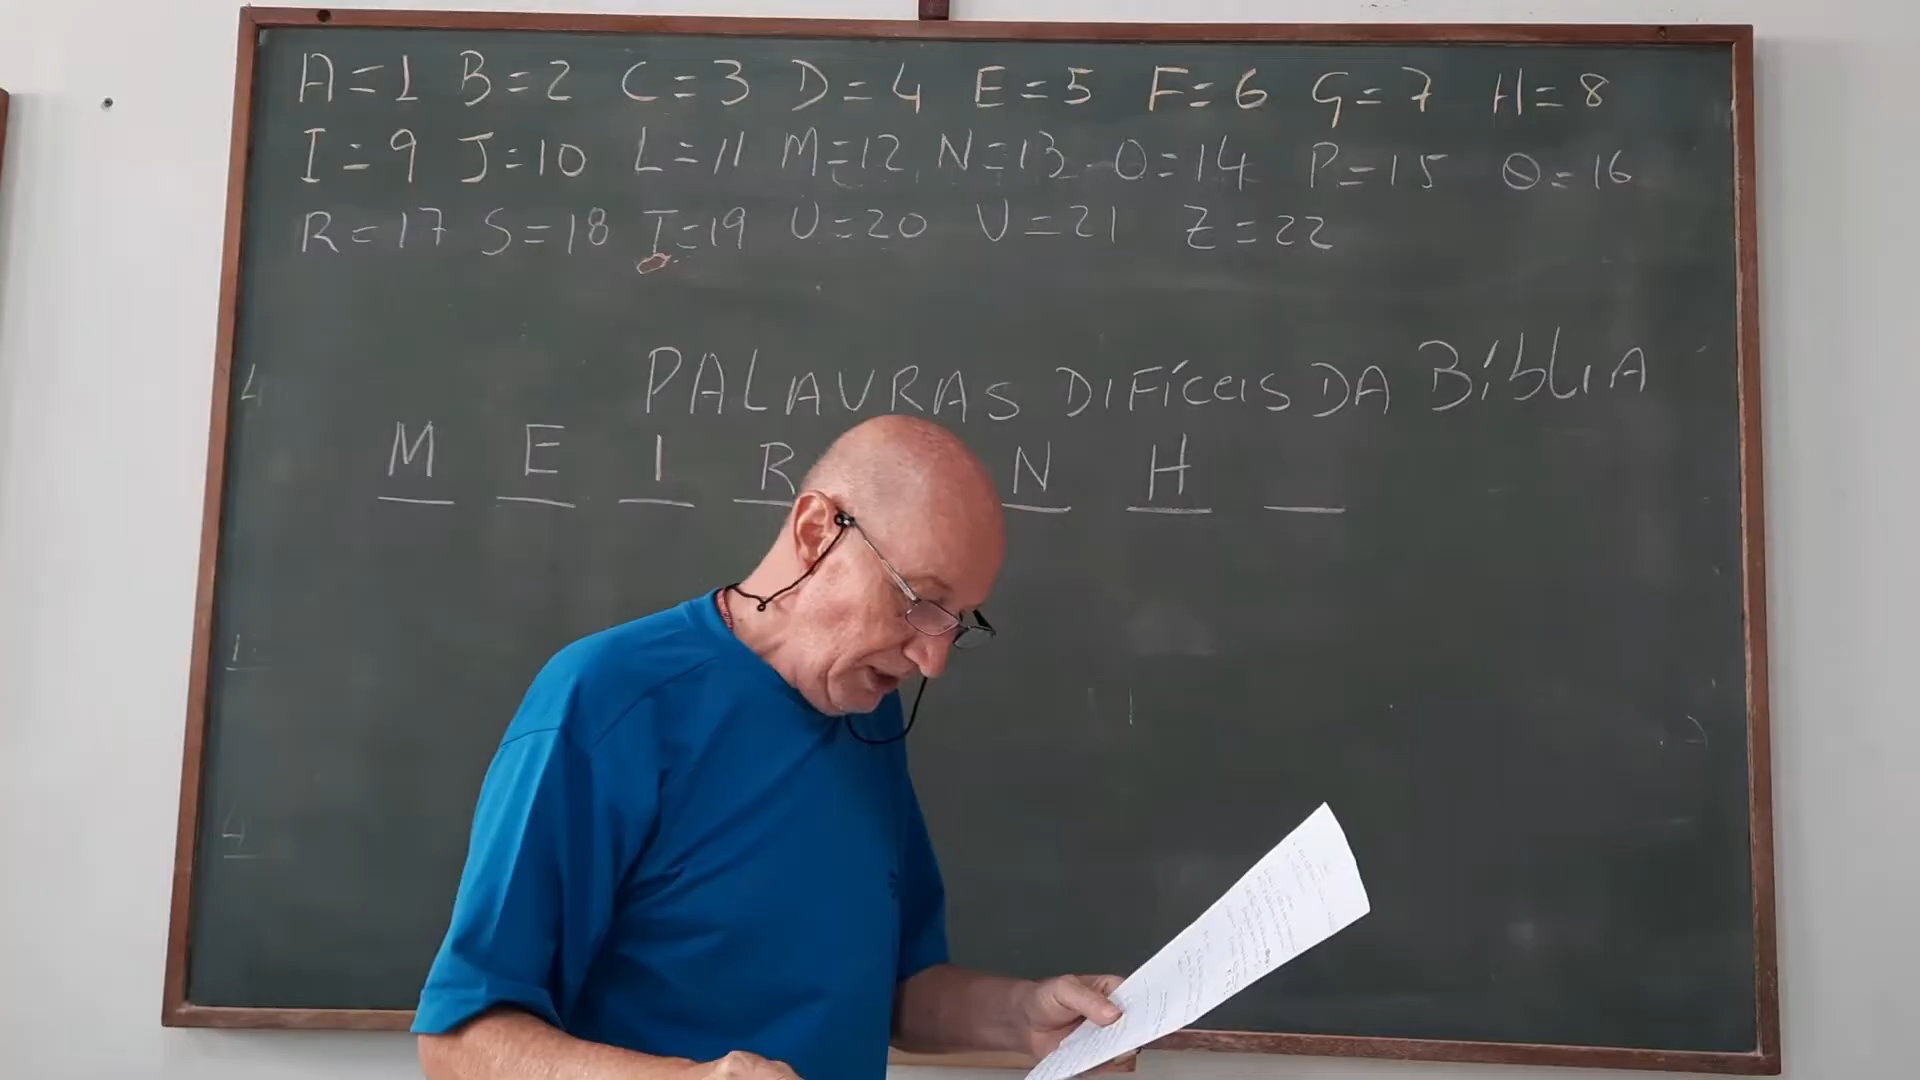 A=1 B=2 C=3 D=4 E=5 F=6 G=7 H=8
I=9 J=10 L=11 M=12 N=13 O=14 P=15 Q=16
R=17 S=18 T=19 U=20 V=21 Z=22
PALAVRAS DIFÍCEIS DA BÍBLIA
M E I R N H